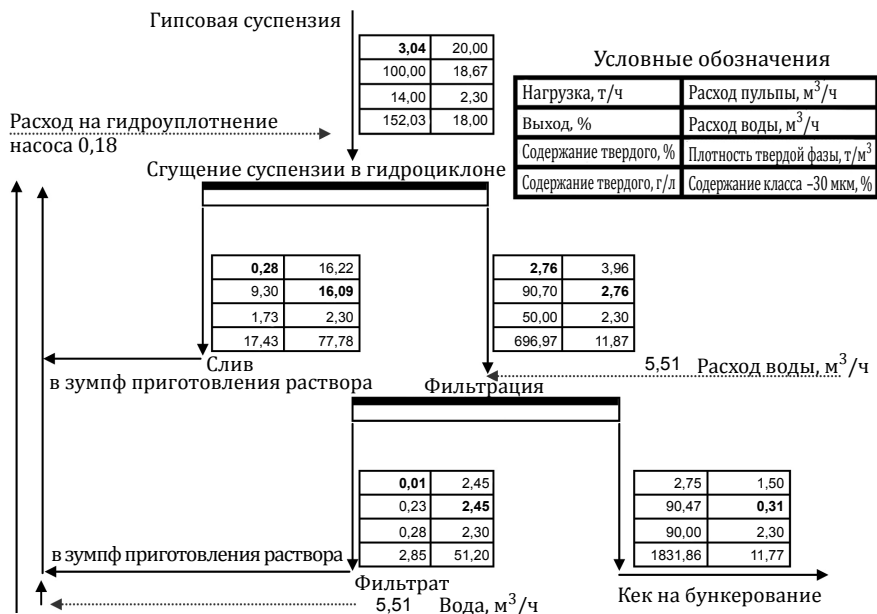 Гипсовая суспензия
3,04 20,00
100,00 18,67
14,00 2,30
152,03 18,00
Условные обозначения
Нагрузка, т/ч Расход пульпы, м³/ч
Выход, % Расход воды, м³/ч
Содержание твердого, % Плотность твердой фазы, т/м³
Содержание твердого, г/л Содержание класса –30 мкм, %
Расход на гидроуплотнение
насоса 0,18
Сгущение суспензии в гидроциклоне
0,28 16,22
9,30 16,09
1,73 2,30
17,43 77,78
2,76 3,96
90,70 2,76
50,00 2,30
696,97 11,87
Слив
в зумпф приготовления раствора
5,51 Расход воды, м³/ч
Фильтрация
0,01 2,45
0,23 2,45
0,28 2,30
2,85 51,20
2,75 1,50
90,47 0,31
90,00 2,30
1831,86 11,77
в зумпф приготовления раствора
Фильтрат
Кек на бункерование
5,51 Вода, м³/ч